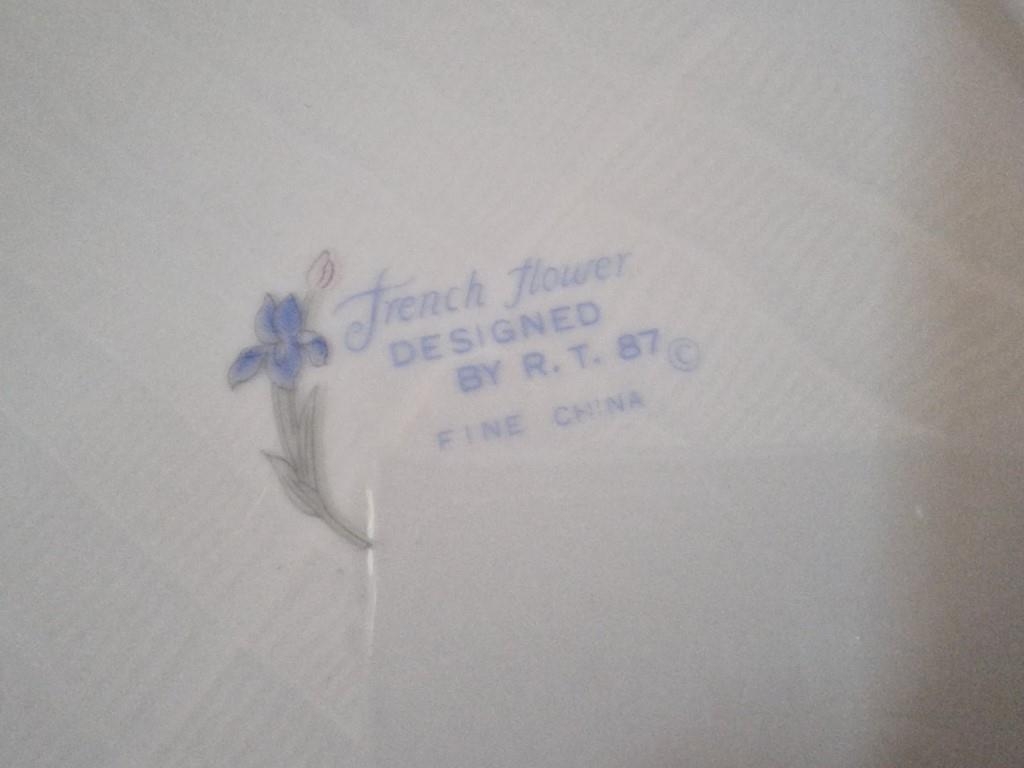 French flower
DESIGNED
BY R. T. 87 ©
FINE CHINA